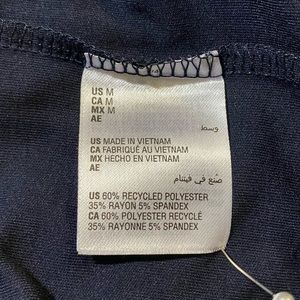 US M
CA M
MX M
AE
وسط
US MADE IN VIETNAM
CA FABRIQUÉ AU VIETNAM
MX HECHO EN VIETNAM
AE
صنع في فيتنام
US 60% RECYCLED POLYESTER
35% RAYON 5% SPANDEX
CA 60% POLYESTER RECYCLÉ
35% RAYONNE 5% SPANDEX